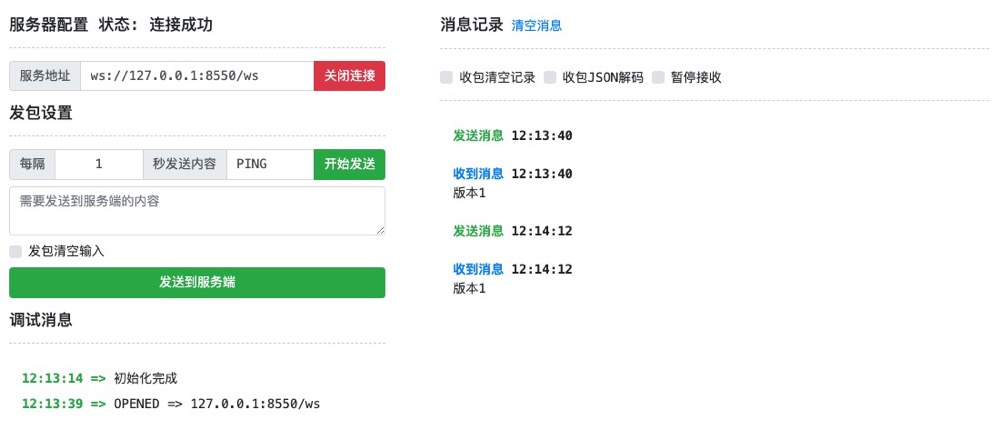 服务器配置 状态: 连接成功
服务地址 ws://127.0.0.1:8550/ws 关闭连接
发包设置
每隔 1 秒发送内容 PING 开始发送
需要发送到服务端的内容
发包清空输入
发送到服务端
调试消息
12:13:14 => 初始化完成
12:13:39 => OPENED => 127.0.0.1:8550/ws
消息记录 清空消息
收包清空记录 收包JSON解码 暂停接收
发送消息 12:13:40
收到消息 12:13:40
版本1
发送消息 12:14:12
收到消息 12:14:12
版本1